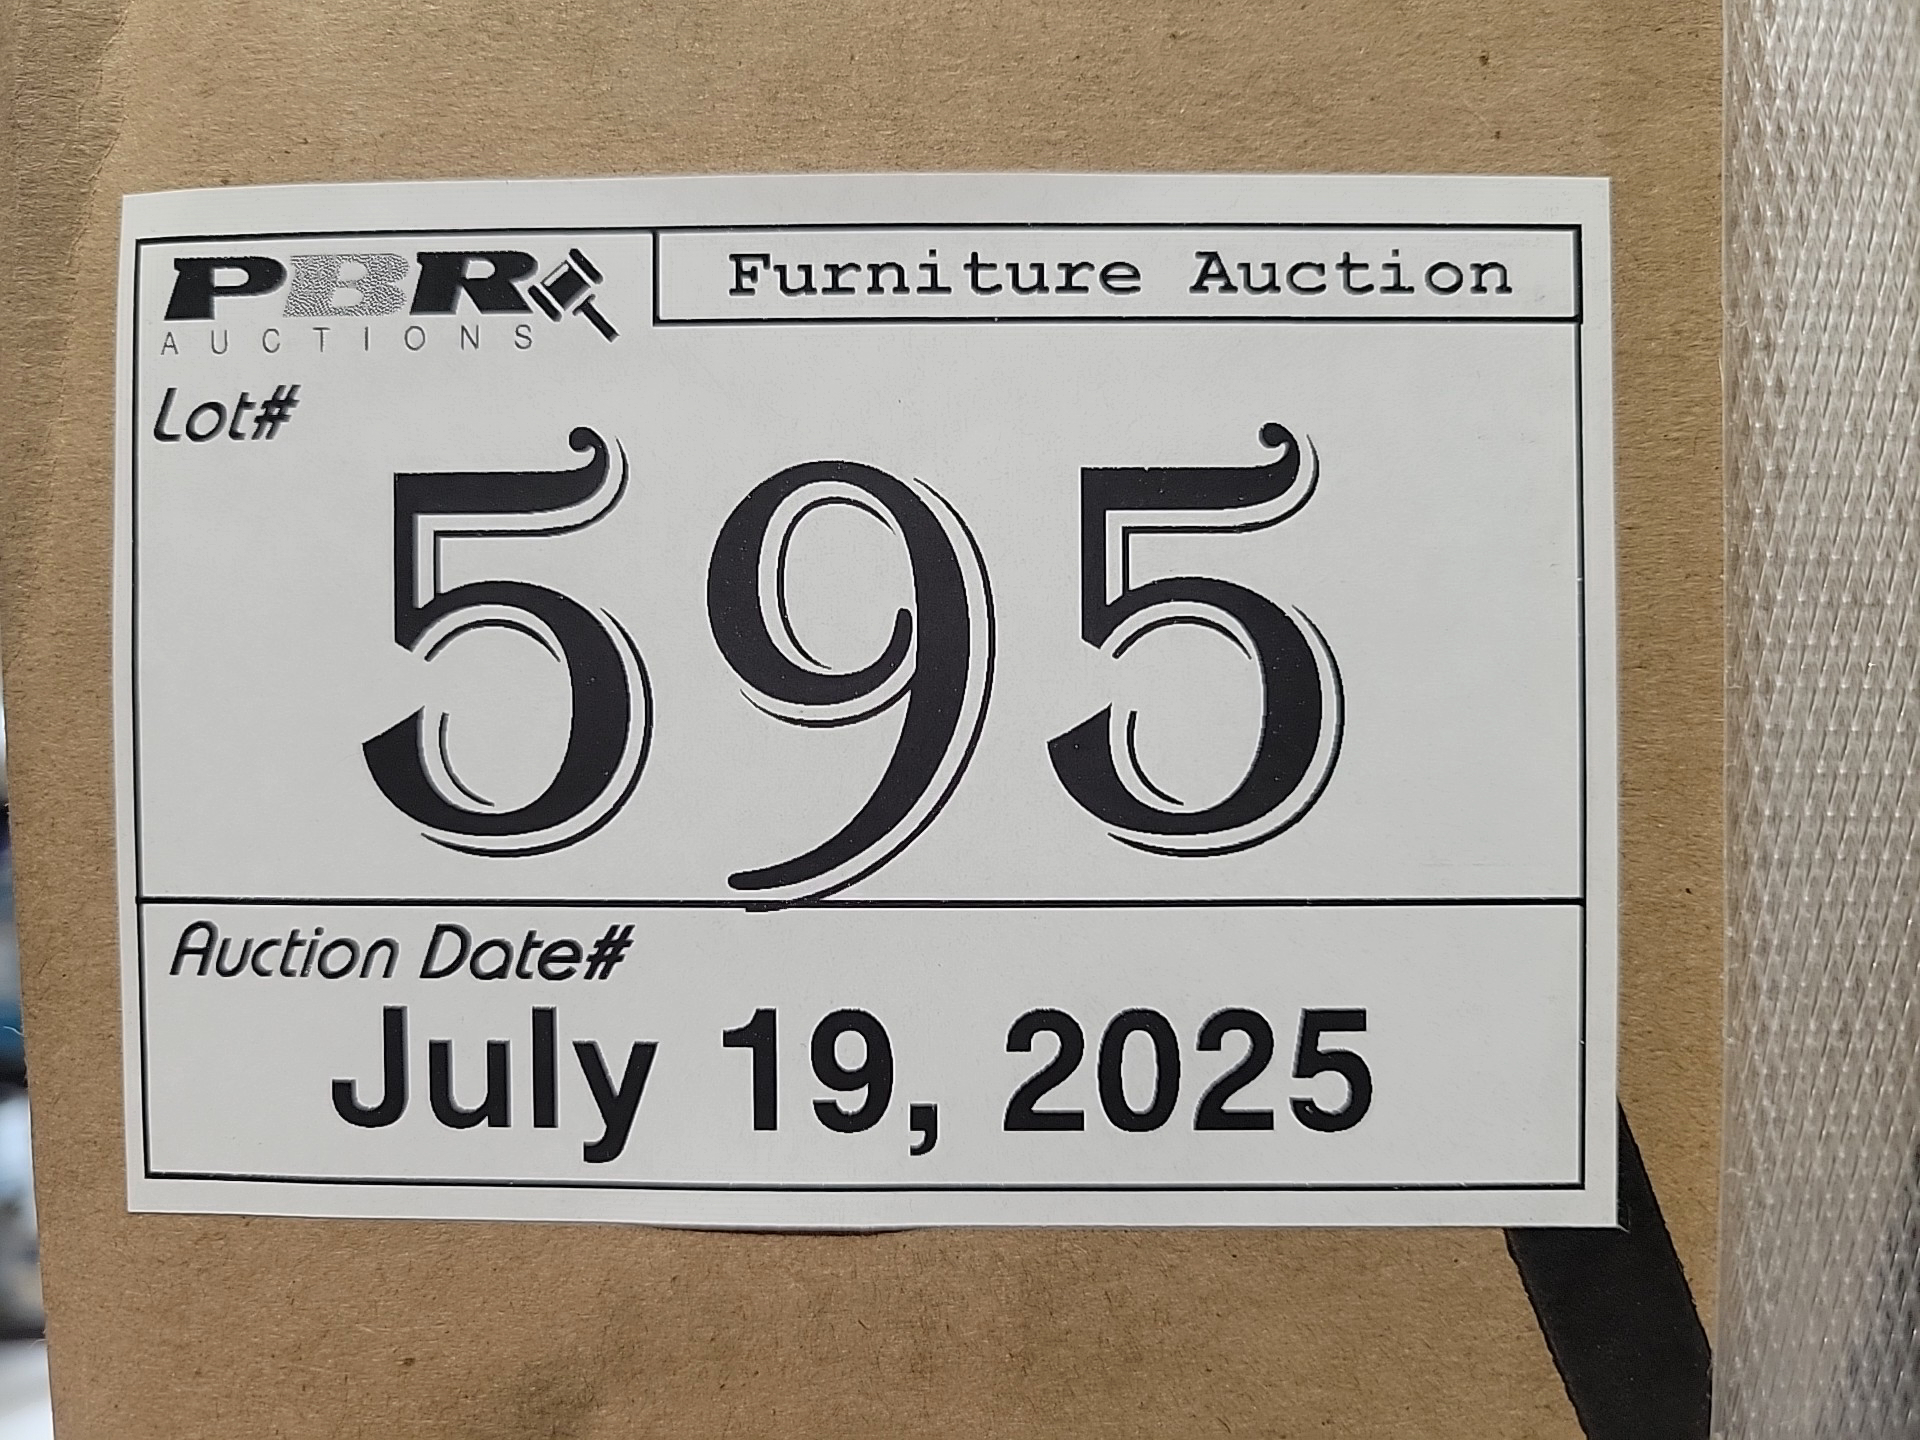 PBR
AUCTIONS
Furniture Auction
Lot#
595
Auction Date#
July 19, 2025